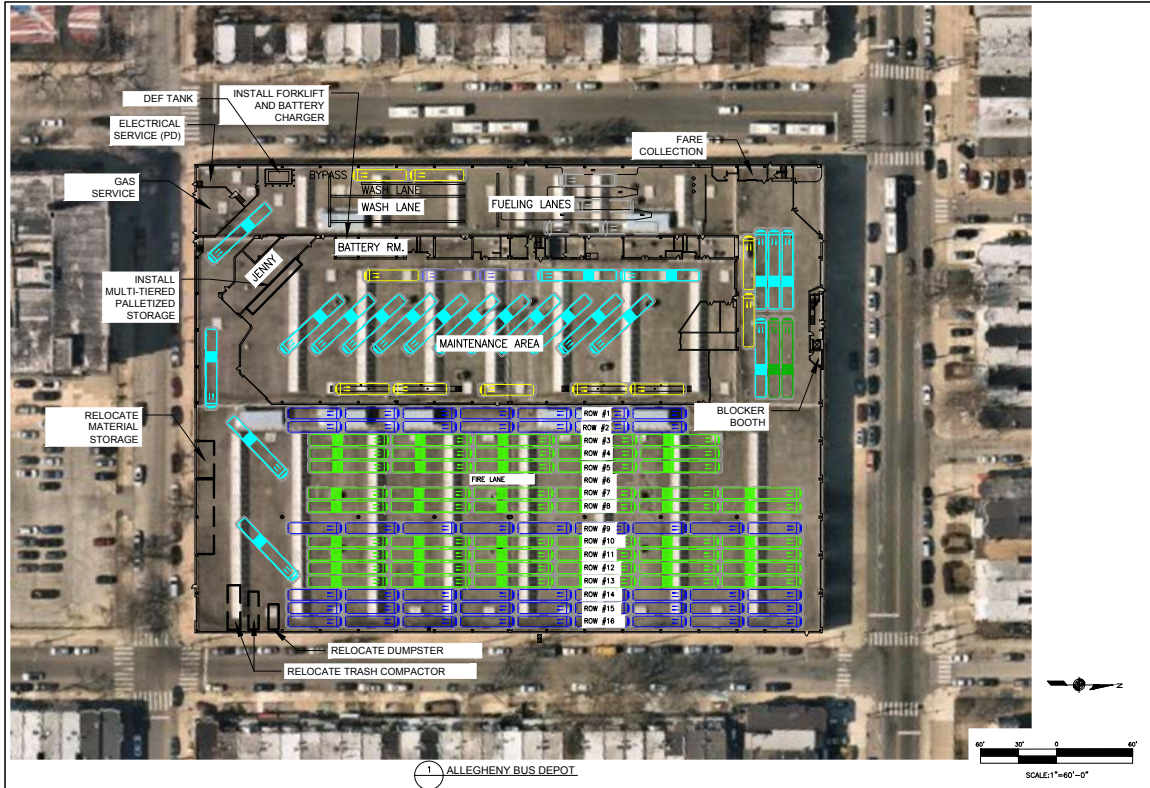 DEF TANK
INSTALL FORKLIFT
AND BATTERY
CHARGER
ELECTRICAL
SERVICE (PD)
FARE
COLLECTION
GAS
SERVICE
BYPASS
WASH LANE
WASH LANE
FUELING LANES
BATTERY RM.
JENNY
INSTALL
MULTI-TIERED
PALLETIZED
STORAGE
MAINTENANCE AREA
RELOCATE
MATERIAL
STORAGE
BLOCKER
BOOTH
ROW #1
ROW #2
ROW #3
ROW #4
ROW #5
FIRE LANE
ROW #6
ROW #7
ROW #8
ROW #9
ROW #10
ROW #11
ROW #12
ROW #13
ROW #14
ROW #15
ROW #16
RELOCATE DUMPSTER
RELOCATE TRASH COMPACTOR
N
60' 30' 0 60'
SCALE:1"=60'-0"
1 ALLEGHENY BUS DEPOT